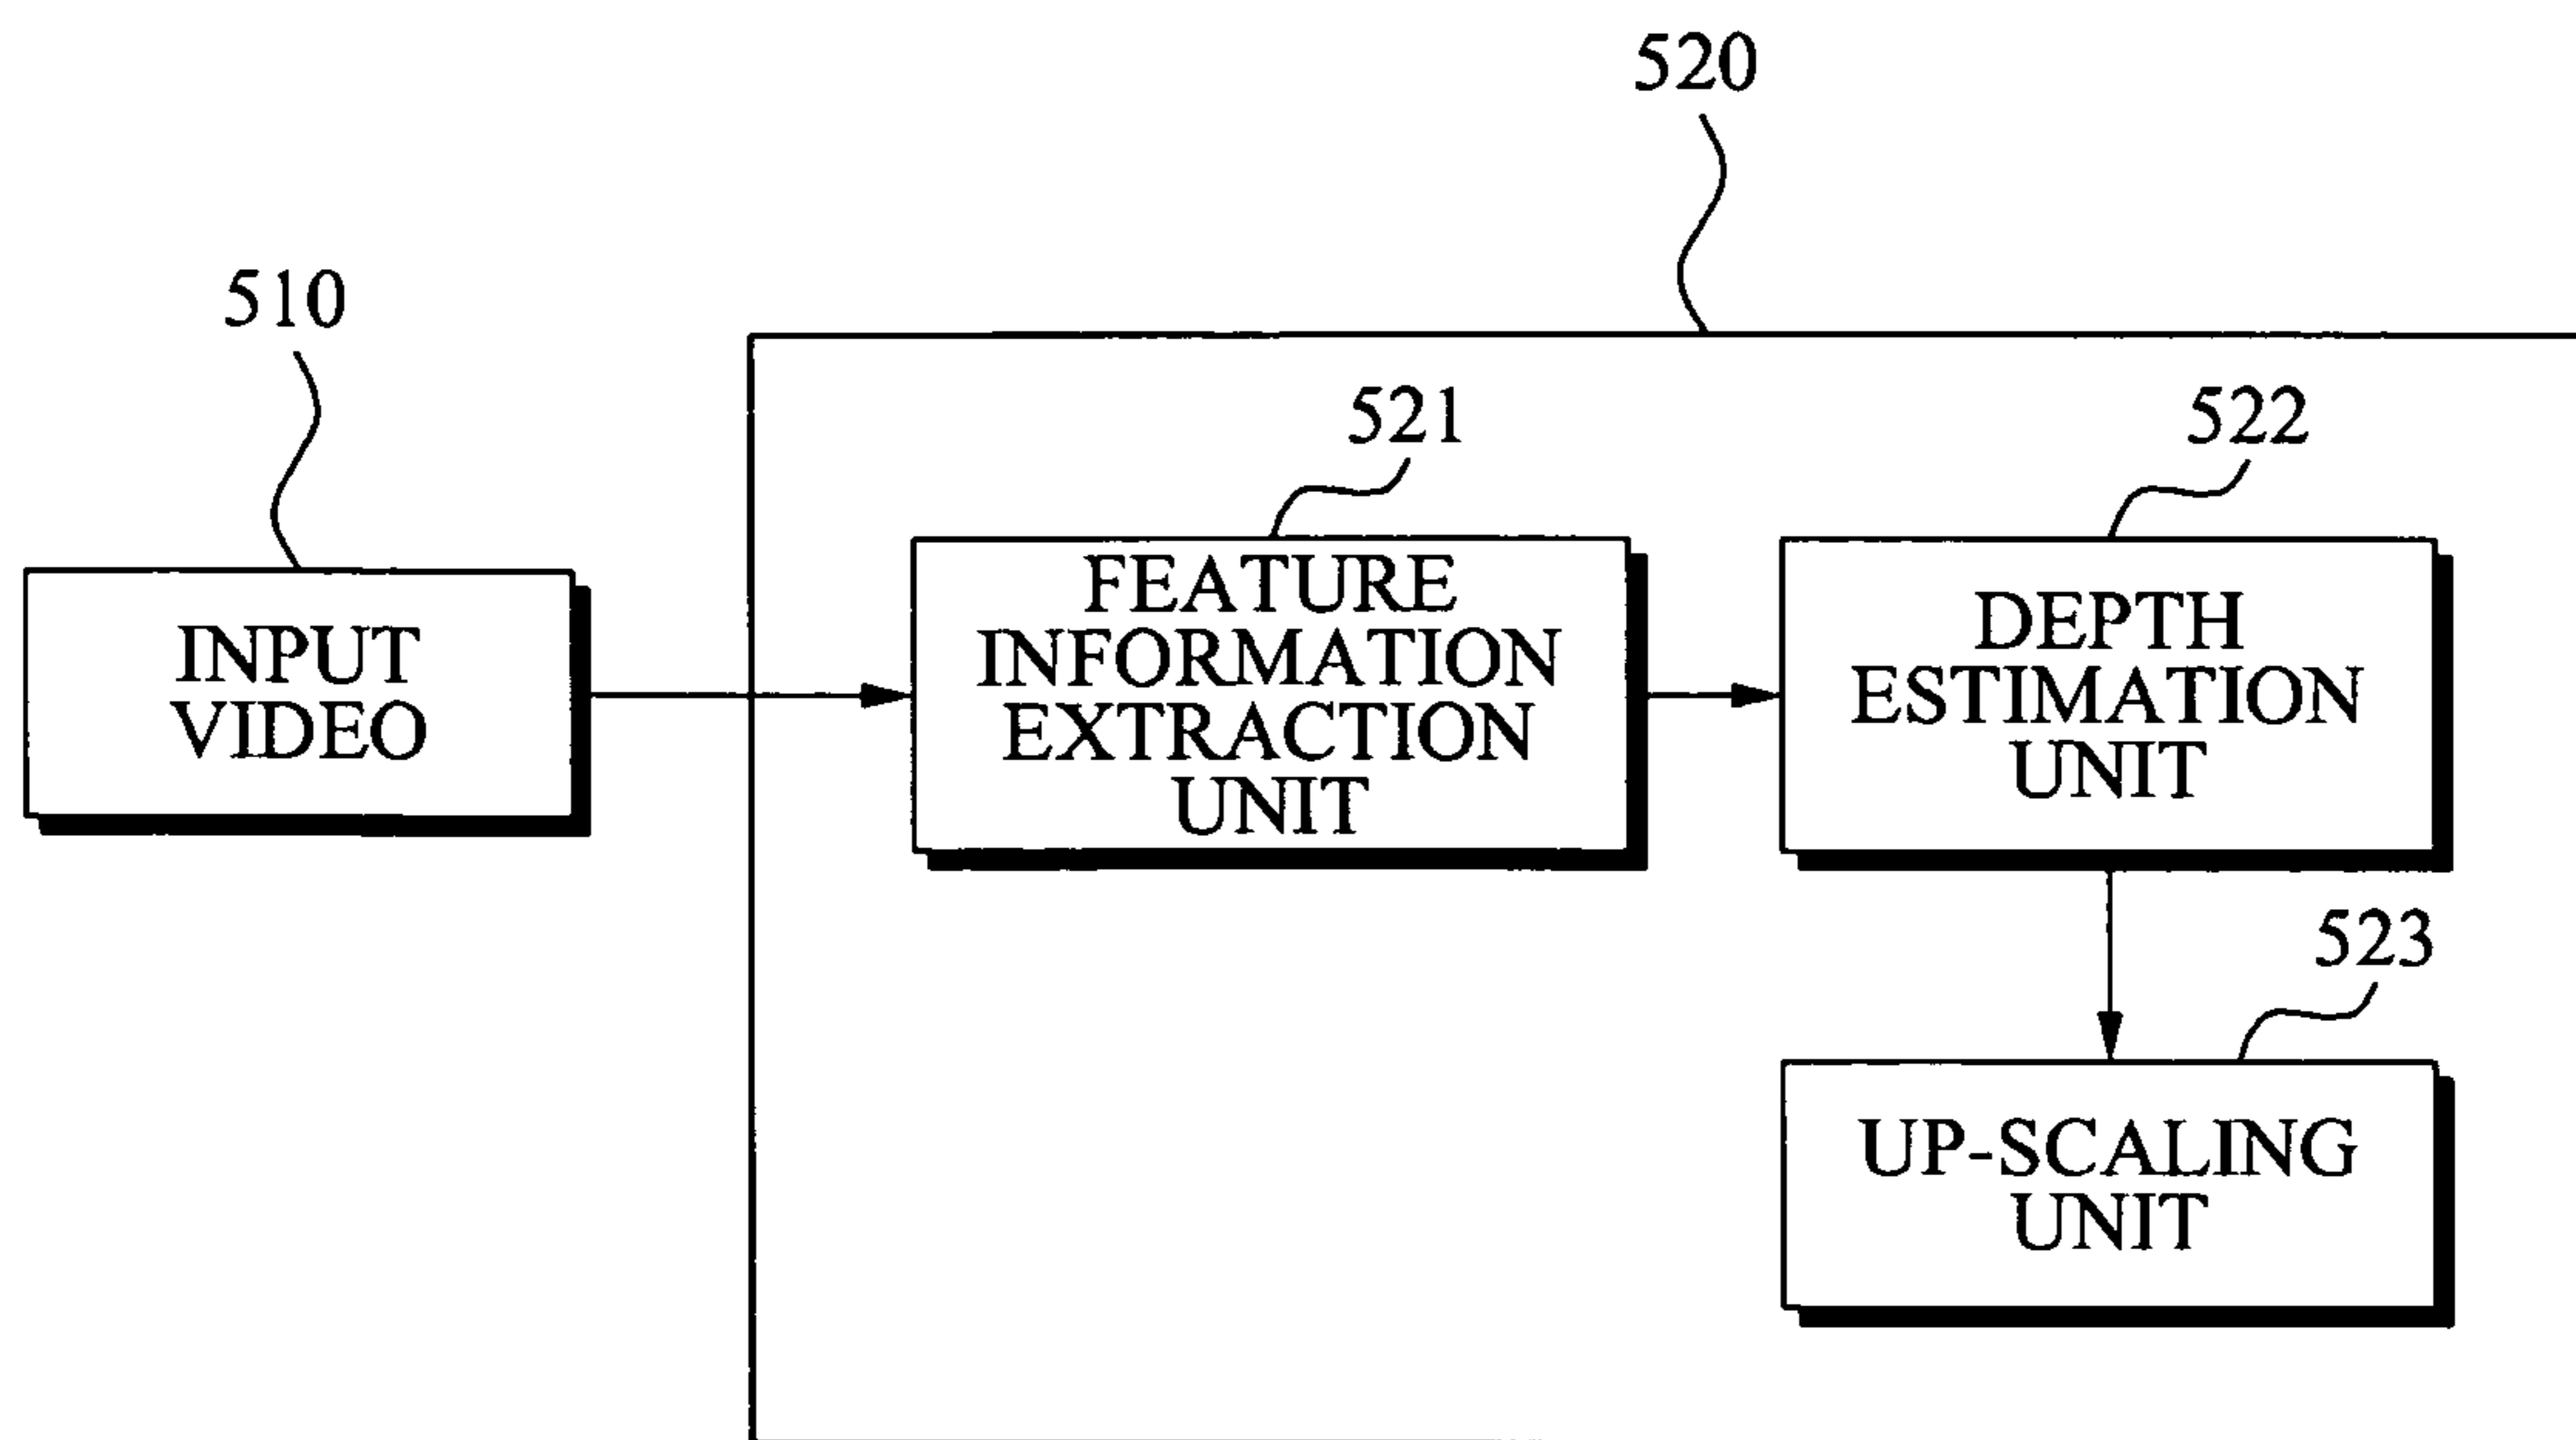 520
510
521
522
INPUT
VIDEO
FEATURE
INFORMATION
EXTRACTION
UNIT
DEPTH
ESTIMATION
UNIT
523
UP-SCALING
UNIT